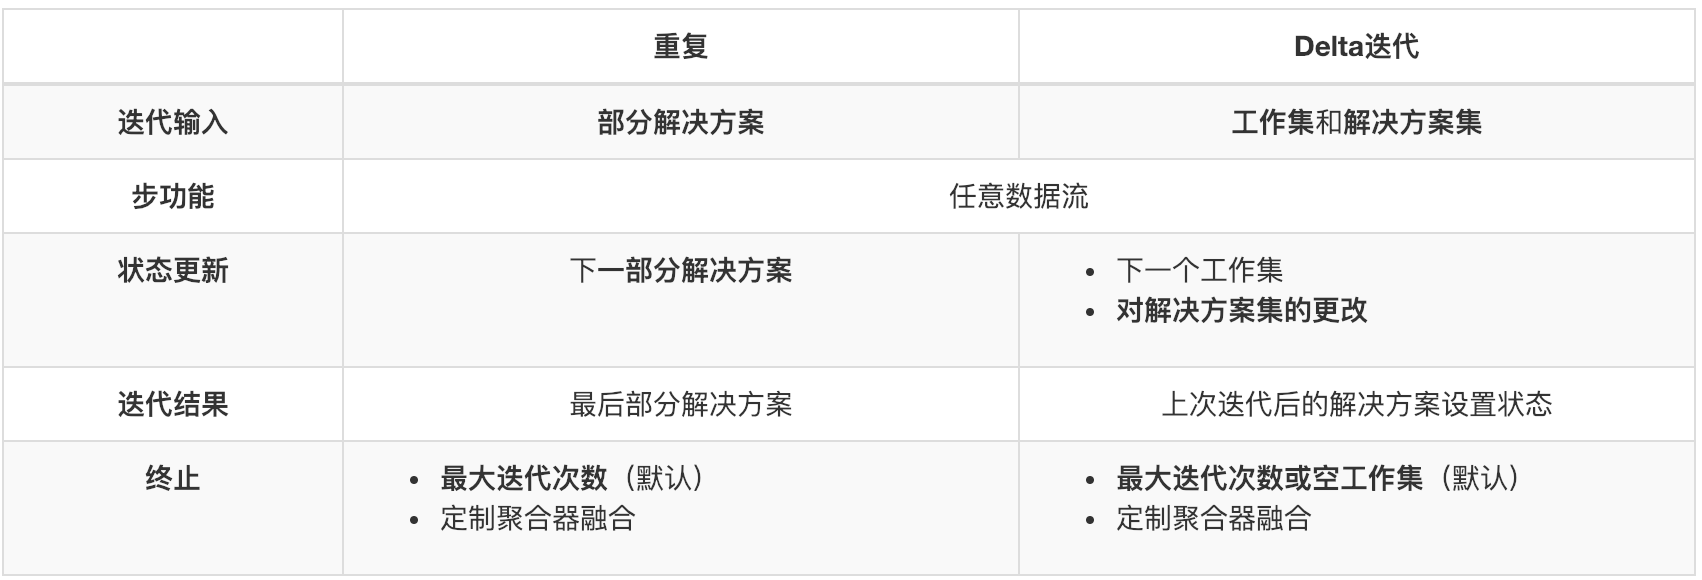 重复
Delta迭代
迭代输入
部分解决方案
工作集和解决方案集
步功能
任意数据流
状态更新
下一部分解决方案
下一个工作集
对解决方案集的更改
迭代结果
最后部分解决方案
上次迭代后的解决方案设置状态
终止
最大迭代次数（默认）
定制聚合器融合
最大迭代次数或空工作集（默认）
定制聚合器融合